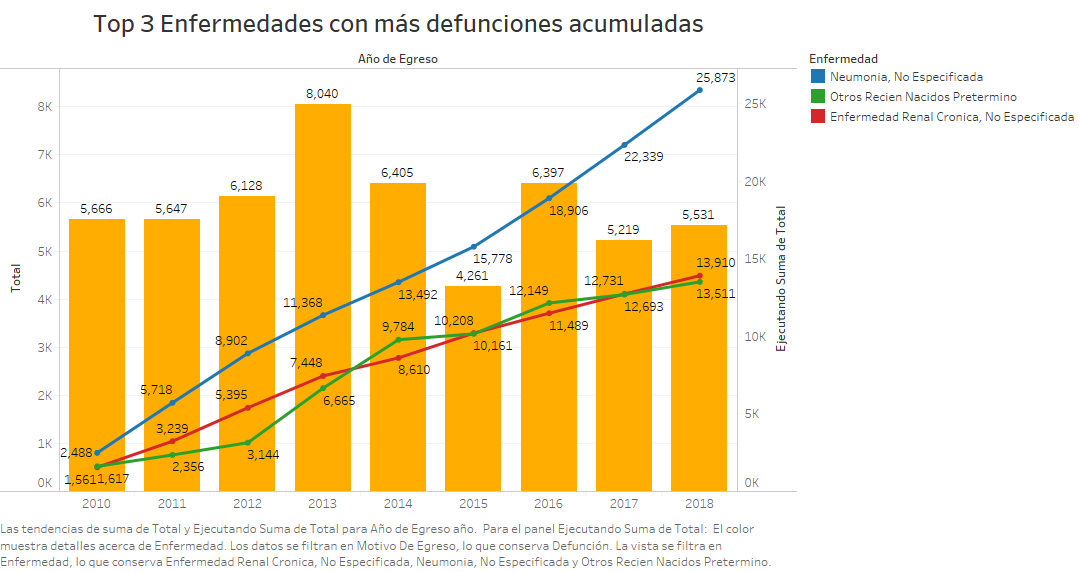 Top 3 Enfermedades con más defunciones acumuladas
Año de Egreso
Enfermedad
Neumonia, No Especificada
Otros Recien Nacidos Pretermino
Enfermedad Renal Cronica, No Especificada
Total
8K
7K
6K
5K
4K
3K
2K
1K
0K
5,666
5,647
6,128
8,040
6,405
4,261
6,397
5,219
5,531
2,488
5,718
8,902
11,368
13,492
15,778
18,906
22,339
25,873
1,561
1,617
3,239
2,356
5,395
3,144
7,448
6,665
9,784
8,610
10,208
10,161
12,149
11,489
12,731
12,693
13,910
13,511
25K
20K
15K
10K
5K
0K
Ejecutando Suma de Total
2010 2011 2012 2013 2014 2015 2016 2017 2018
Las tendencias de suma de Total y Ejecutando Suma de Total para Año de Egreso año. Para el panel Ejecutando Suma de Total: El color
muestra detalles acerca de Enfermedad. Los datos se filtran en Motivo De Egreso, lo que conserva Defunción. La vista se filtra en
Enfermedad, lo que conserva Enfermedad Renal Cronica, No Especificada, Neumonia, No Especificada y Otros Recien Nacidos Pretermino.